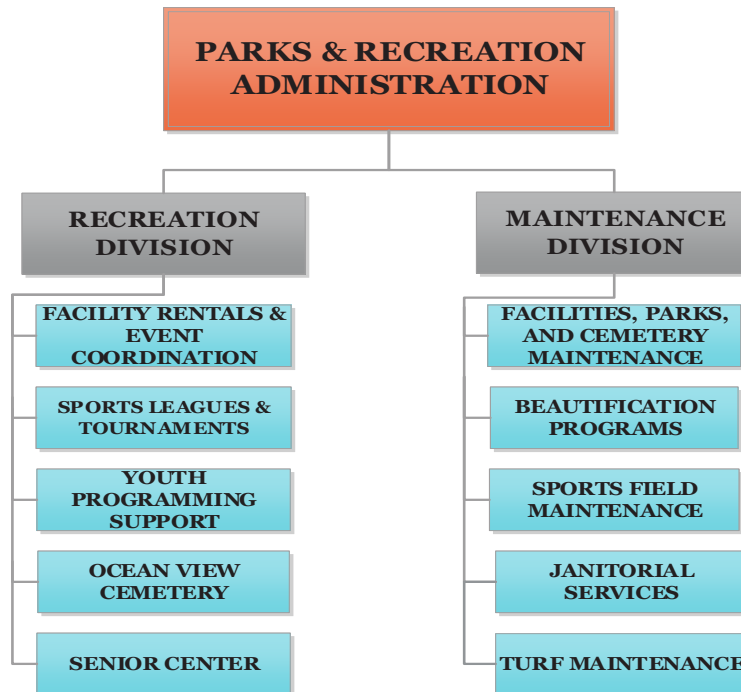 PARKS & RECREATION
ADMINISTRATION
RECREATION
DIVISION
FACILITY RENTALS &
EVENT
COORDINATION
SPORTS LEAGUES &
TOURNAMENTS
YOUTH
PROGRAMMING
SUPPORT
OCEAN VIEW
CEMETERY
SENIOR CENTER
MAINTENANCE
DIVISION
FACILITIES, PARKS,
AND CEMETERY
MAINTENANCE
BEAUTIFICATION
PROGRAMS
SPORTS FIELD
MAINTENANCE
JANITORIAL
SERVICES
TURF MAINTENANCE